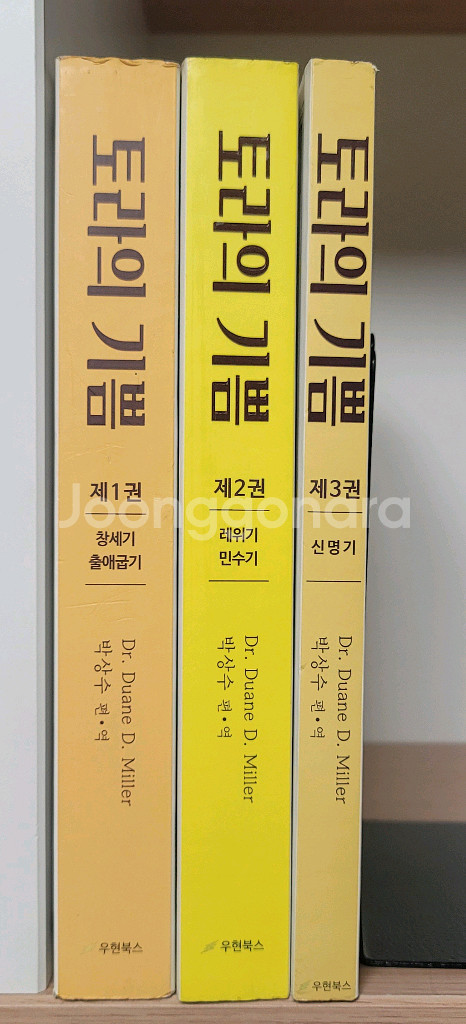 토라의 기쁨
제1권
창세기
출애굽기
Dr. Duane D. Miller
박상수 편•역
우현북스
토라의 기쁨
제2권
레위기
민수기
Dr. Duane D. Miller
박상수 편•역
우현북스
토라의 기쁨
제3권
신명기
Dr. Duane D. Miller
박상수 편•역
우현북스
Joonggonara